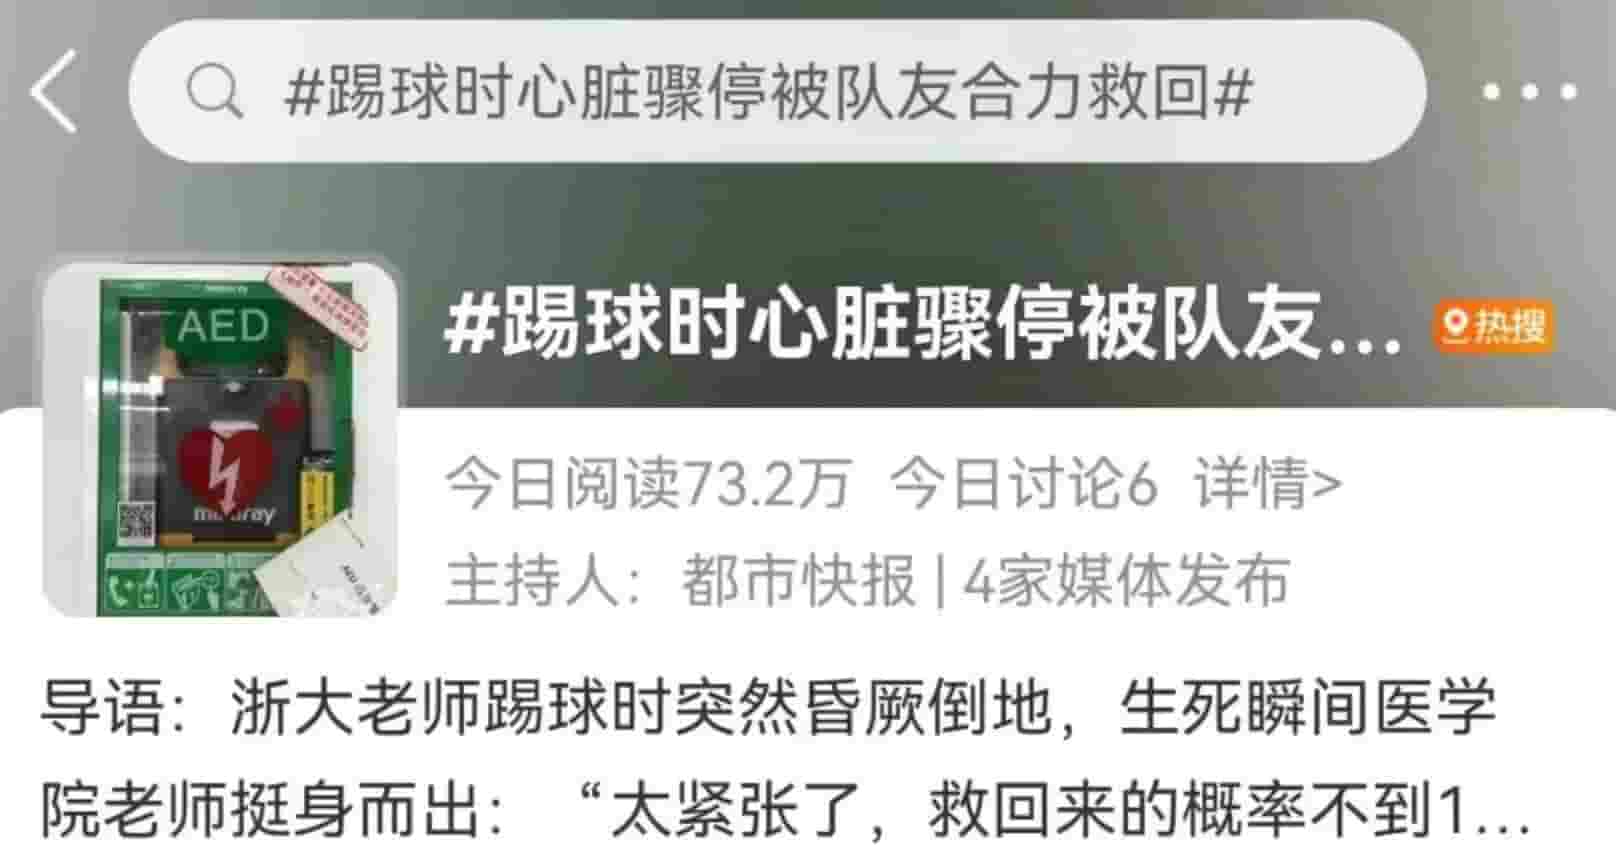 #踢球时心脏骤停被队友合力救回#
#踢球时心脏骤停被队友...
热搜
AED
今日阅读73.2万 今日讨论6 详情>
主持人：都市快报 | 4家媒体发布
导语：浙大老师踢球时突然昏厥倒地，生死瞬间医学
院老师挺身而出：“太紧张了，救回来的概率不到1...